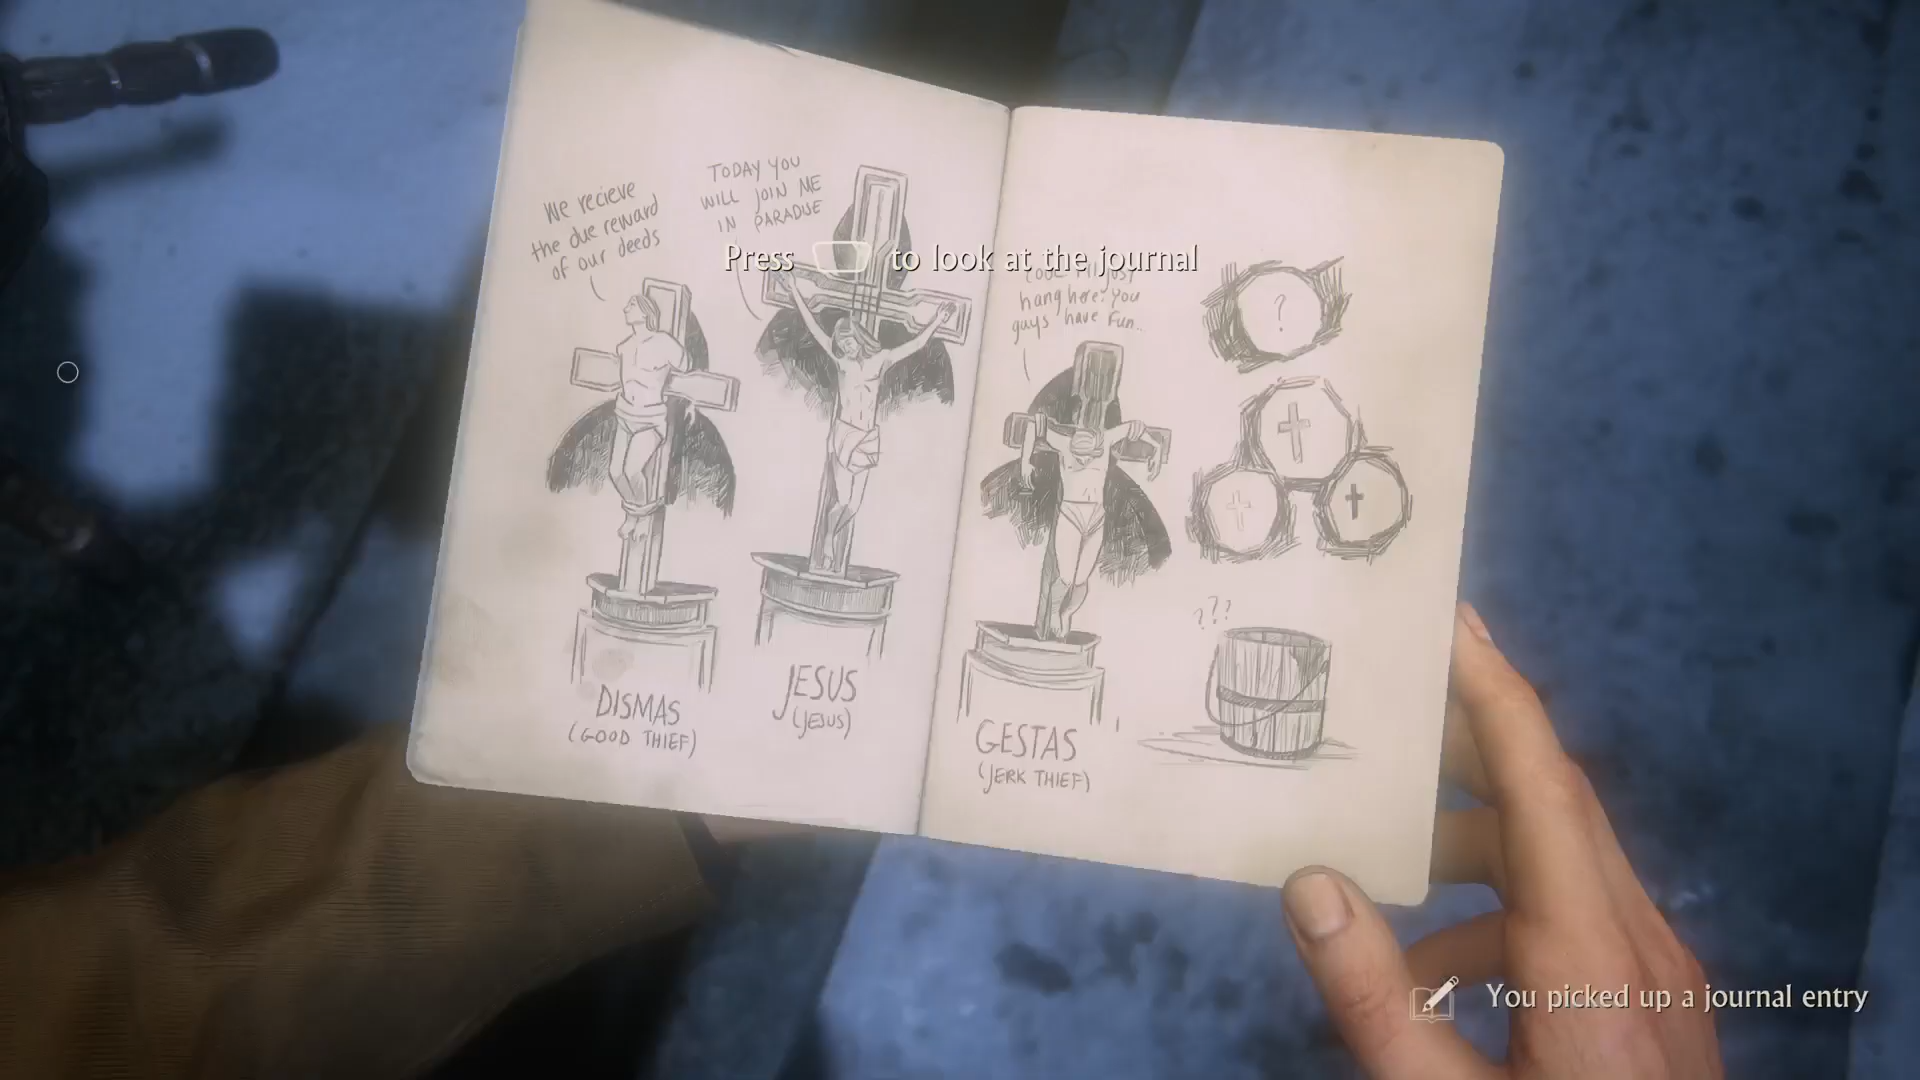 We recieve
the due reward
of our deeds
TODAY YOU
WILL JOIN ME
IN PARADISE
Press to look at the journal
hang here. You
guys have fun...
?
???
DISMAS
(GOOD THIEF)
JESUS
(JESUS)
GESTAS
(JERK THIEF)
You picked up a journal entry